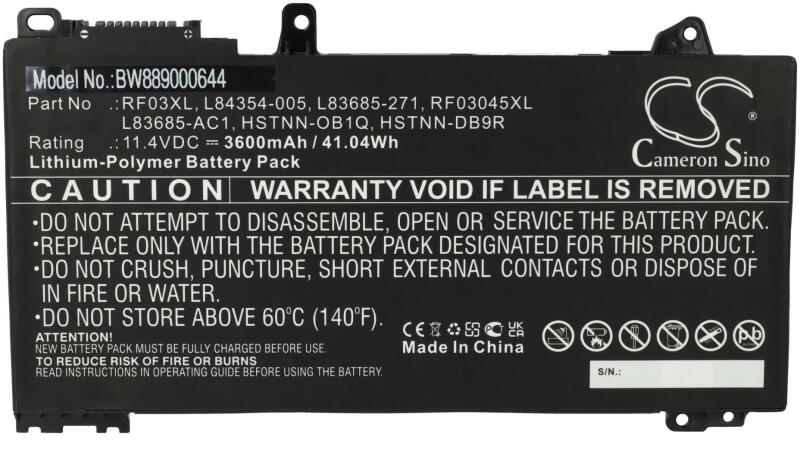 Model No.:BW889000644
Part No :RF03XL, L84354-005, L83685-271, RF03045XL
L83685-AC1, HSTNN-OB1Q, HSTNN-DB9R
Rating :11.4VDC ⎓ 3600mAh / 41.04Wh
Lithium-Polymer Battery Pack
CS
Cameron Sino
CAUTION WARRANTY VOID IF LABEL IS REMOVED
•DO NOT ATTEMPT TO DISASSEMBLE, OPEN OR SERVICE THE BATTERY PACK.
•REPLACE ONLY WITH THE BATTERY PACK DESIGNATED FOR THIS PRODUCT.
•DO NOT CRUSH, PUNCTURE, SHORT EXTERNAL CONTACTS OR DISPOSE OF
IN FIRE OR WATER.
•DO NOT STORE ABOVE 60°C (140°F).
ATTENTION!
NEW BATTERY PACK MUST BE FULLY CHARGED BEFORE USE.
TO REDUCE RISK OF FIRE OR BURNS
READ INSTRUCTIONS IN OPERATING GUIDE BEFORE USING THE BATTERY.
CE UK CA
Made In China
pb
S/N.: